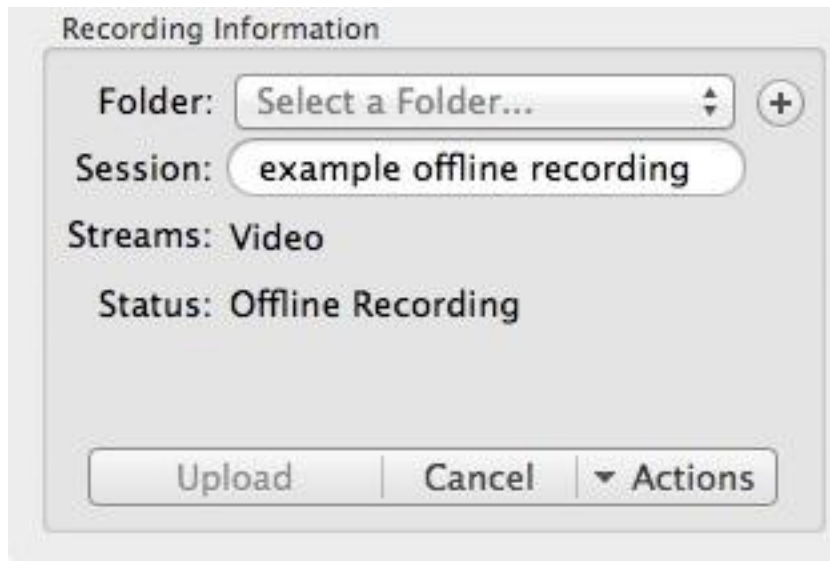 Recording Information
Folder: Select a Folder...
Session: example offline recording
Streams: Video
Status: Offline Recording
Upload Cancel Actions